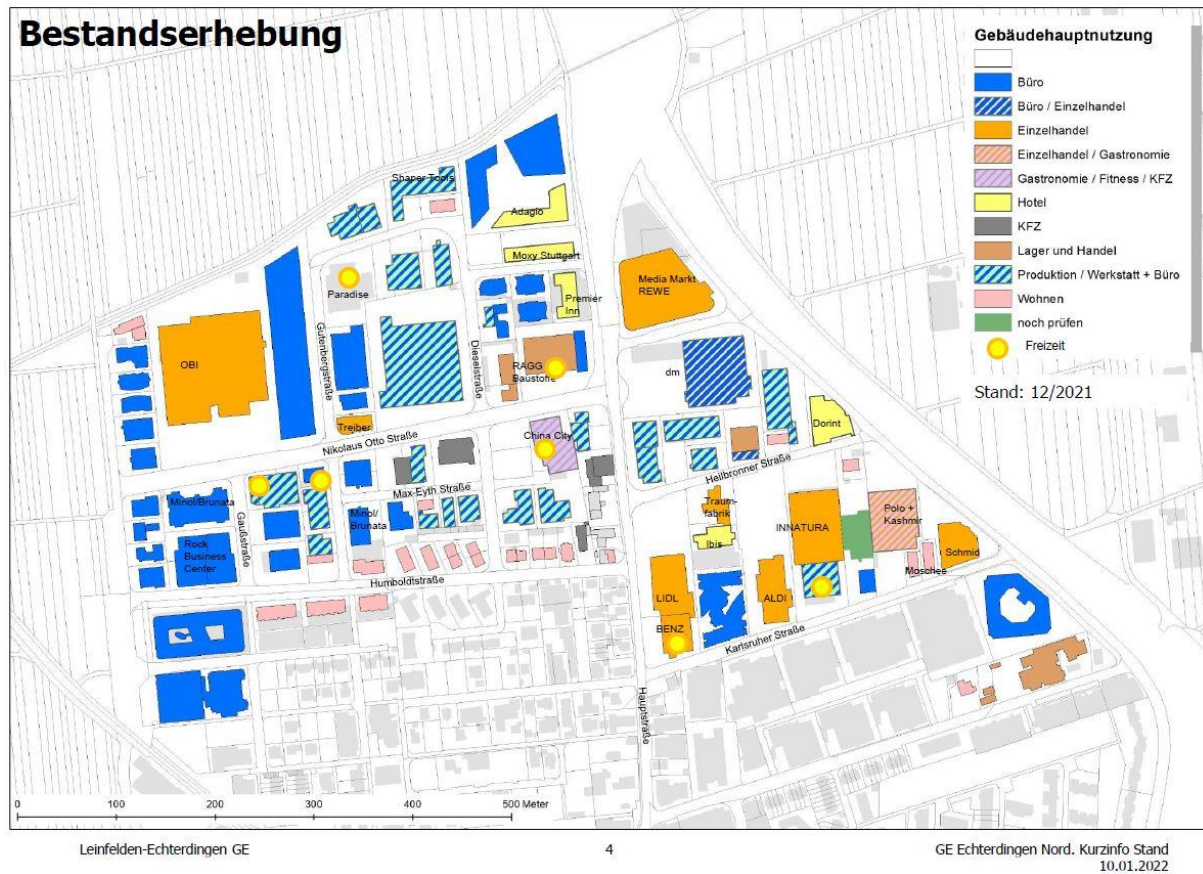 Bestandserhebung
Gebäudehauptnutzung
Büro
Büro / Einzelhandel
Einzelhandel
Einzelhandel / Gastronomie
Gastronomie / Fitness / KFZ
Hotel
KFZ
Lager und Handel
Produktion / Werkstatt + Büro
Wohnen
noch prüfen
Freizeit
Stand: 12/2021
Shaper Tools
Adagio
Moxy Stuttgart
Paradise
Premier
Inn
Media Markt
REWE
OBI
Gutenbergstraße
Dieselstraße
RAGG
Baustoffe
dm
Treiber
Nikolaus Otto Straße
China City
Dorint
Heilbronner Straße
Max-Eyth Straße
Minol/Brunata
Gaußstraße
Minol/
Brunata
Rock
Business
Center
Humboldtstraße
Traum-
fabrik
Ibis
INNATURA
Polo +
Kashmir
Schmid
Moschee
LIDL
ALDI
BENZ
Karlsruher Straße
Hauptstraße
0 100 200 300 400 500 Meter
Leinfelden-Echterdingen GE
4
GE Echterdingen Nord. Kurzinfo Stand
10.01.2022